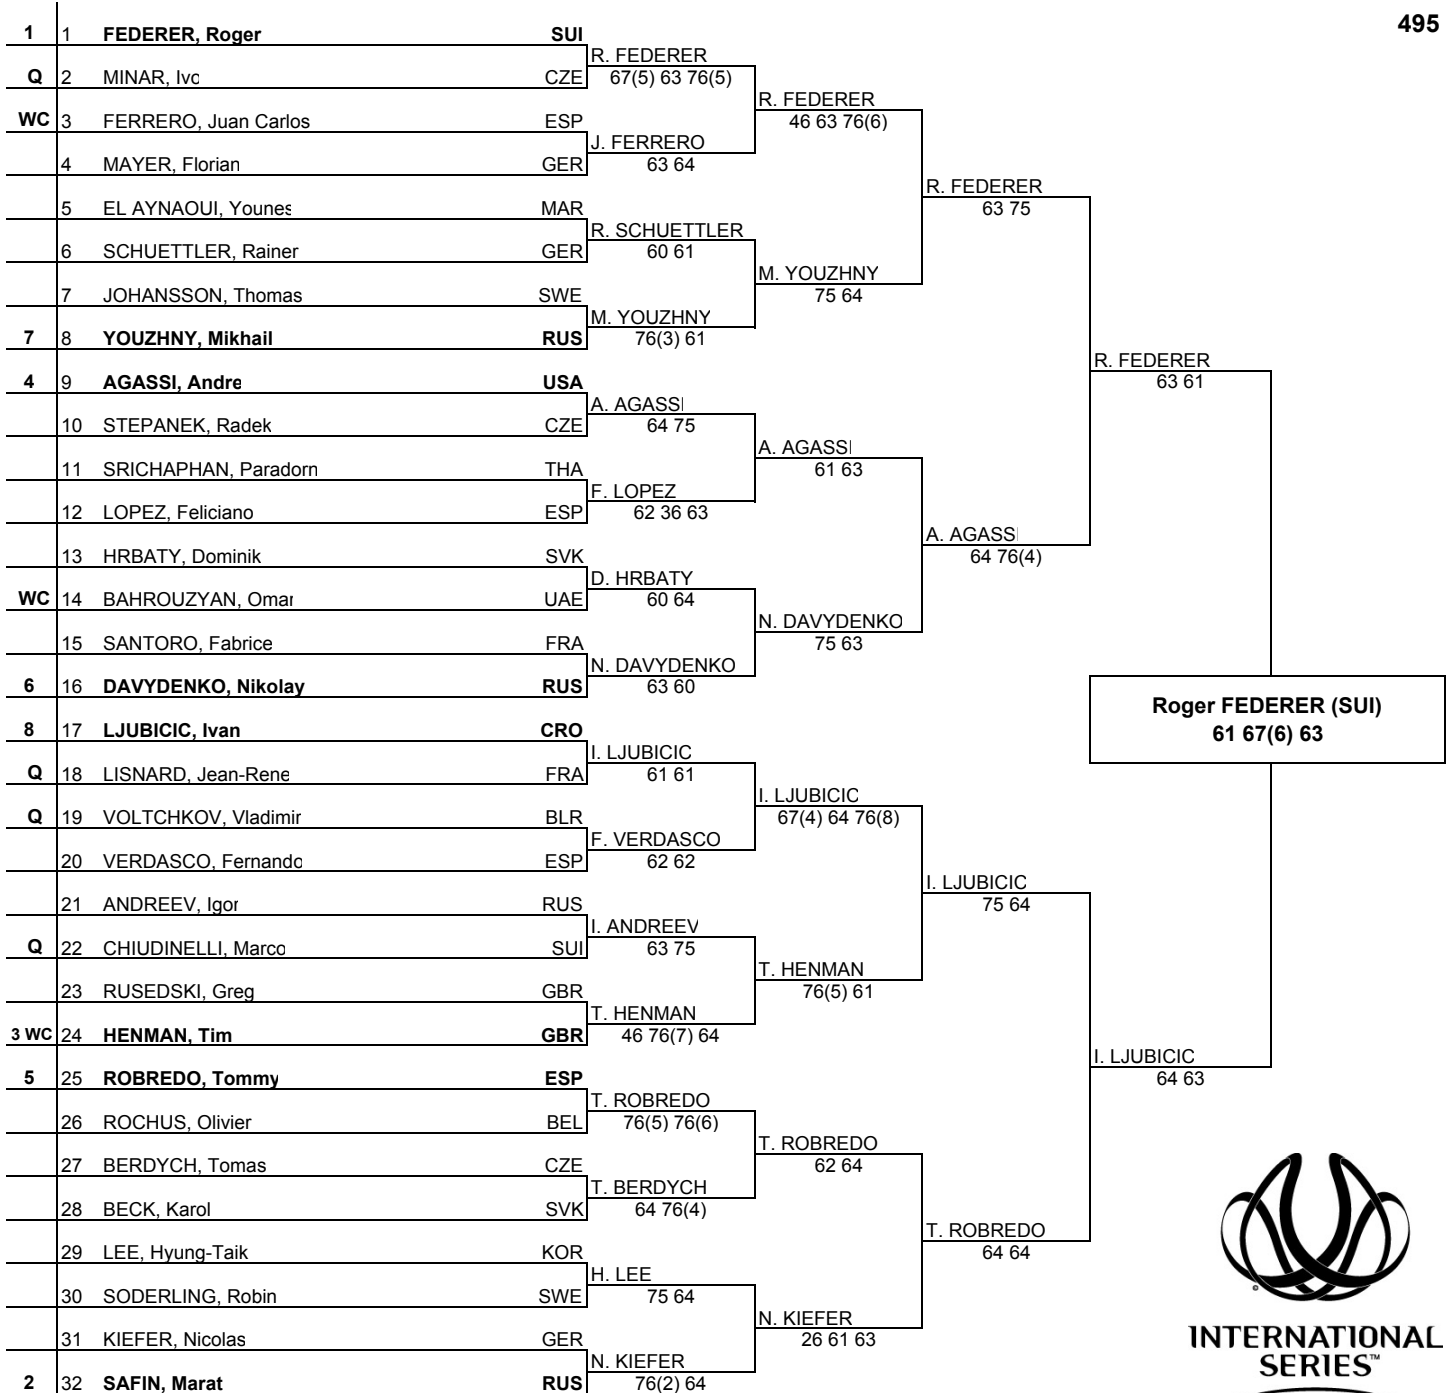 495
1 1 FEDERER, Roger SUI
Q 2 MINAR, Ivo CZE
WC 3 FERRERO, Juan Carlos ESP
4 MAYER, Florian GER
5 EL AYNAOUI, Younes MAR
6 SCHUETTLER, Rainer GER
7 JOHANSSON, Thomas SWE
7 8 YOUZHNY, Mikhail RUS
4 9 AGASSI, Andre USA
10 STEPANEK, Radek CZE
11 SRICHAPHAN, Paradorn THA
12 LOPEZ, Feliciano ESP
13 HRBATY, Dominik SVK
WC 14 BAHROUZYAN, Omar UAE
15 SANTORO, Fabrice FRA
6 16 DAVYDENKO, Nikolay RUS
8 17 LJUBICIC, Ivan CRO
Q 18 LISNARD, Jean-Rene FRA
Q 19 VOLTCHKOV, Vladimir BLR
20 VERDASCO, Fernando ESP
21 ANDREEV, Igor RUS
Q 22 CHIUDINELLI, Marco SUI
23 RUSEDSKI, Greg GBR
3 WC 24 HENMAN, Tim GBR
5 25 ROBREDO, Tommy ESP
26 ROCHUS, Olivier BEL
27 BERDYCH, Tomas CZE
28 BECK, Karol SVK
29 LEE, Hyung-Taik KOR
30 SODERLING, Robin SWE
31 KIEFER, Nicolas GER
2 32 SAFIN, Marat RUS
R. FEDERER
67(5) 63 76(5)
J. FERRERO
63 64
R. SCHUETTLER
60 61
M. YOUZHNY
76(3) 61
A. AGASSI
64 75
F. LOPEZ
62 36 63
D. HRBATY
60 64
N. DAVYDENKO
63 60
I. LJUBICIC
61 61
F. VERDASCO
62 62
I. ANDREEV
63 75
T. HENMAN
46 76(7) 64
T. ROBREDO
76(5) 76(6)
T. BERDYCH
64 76(4)
H. LEE
75 64
N. KIEFER
76(2) 64
R. FEDERER
46 63 76(6)
M. YOUZHNY
75 64
A. AGASSI
61 63
N. DAVYDENKO
75 63
I. LJUBICIC
67(4) 64 76(8)
T. HENMAN
76(5) 61
T. ROBREDO
62 64
N. KIEFER
26 61 63
R. FEDERER
63 75
A. AGASSI
64 76(4)
I. LJUBICIC
75 64
T. ROBREDO
64 64
R. FEDERER
63 61
I. LJUBICIC
64 63
Roger FEDERER (SUI)
61 67(6) 63
INTERNATIONAL
SERIES™